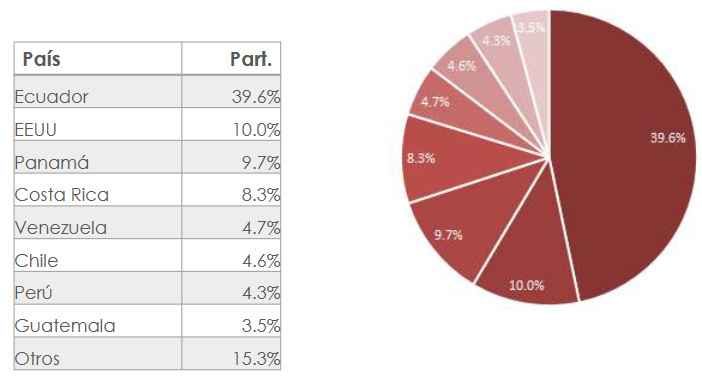 País Part.
Ecuador 39.6%
EEUU 10.0%
Panamá 9.7%
Costa Rica 8.3%
Venezuela 4.7%
Chile 4.6%
Perú 4.3%
Guatemala 3.5%
Otros 15.3%
3.5%
4.3%
4.6%
4.7%
39.6%
8.3%
9.7%
10.0%